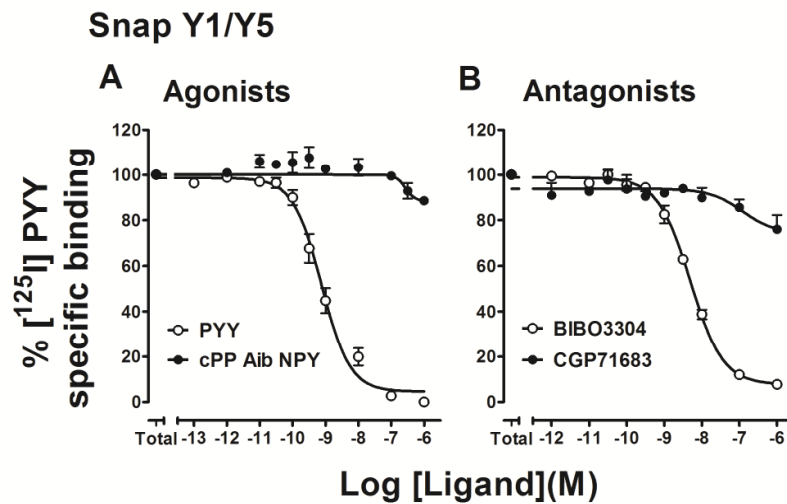 Snap Y1/Y5
A
Agonists
B
Antagonists
% [125I] PYY
specific binding
120
100
80
60
40
20
0
PYY
cPP Aib NPY
Total -13 -12 -11 -10 -9 -8 -7 -6
120
100
80
60
40
20
0
BIBO3304
CGP71683
Total -12 -11 -10 -9 -8 -7 -6
Log [Ligand](M)